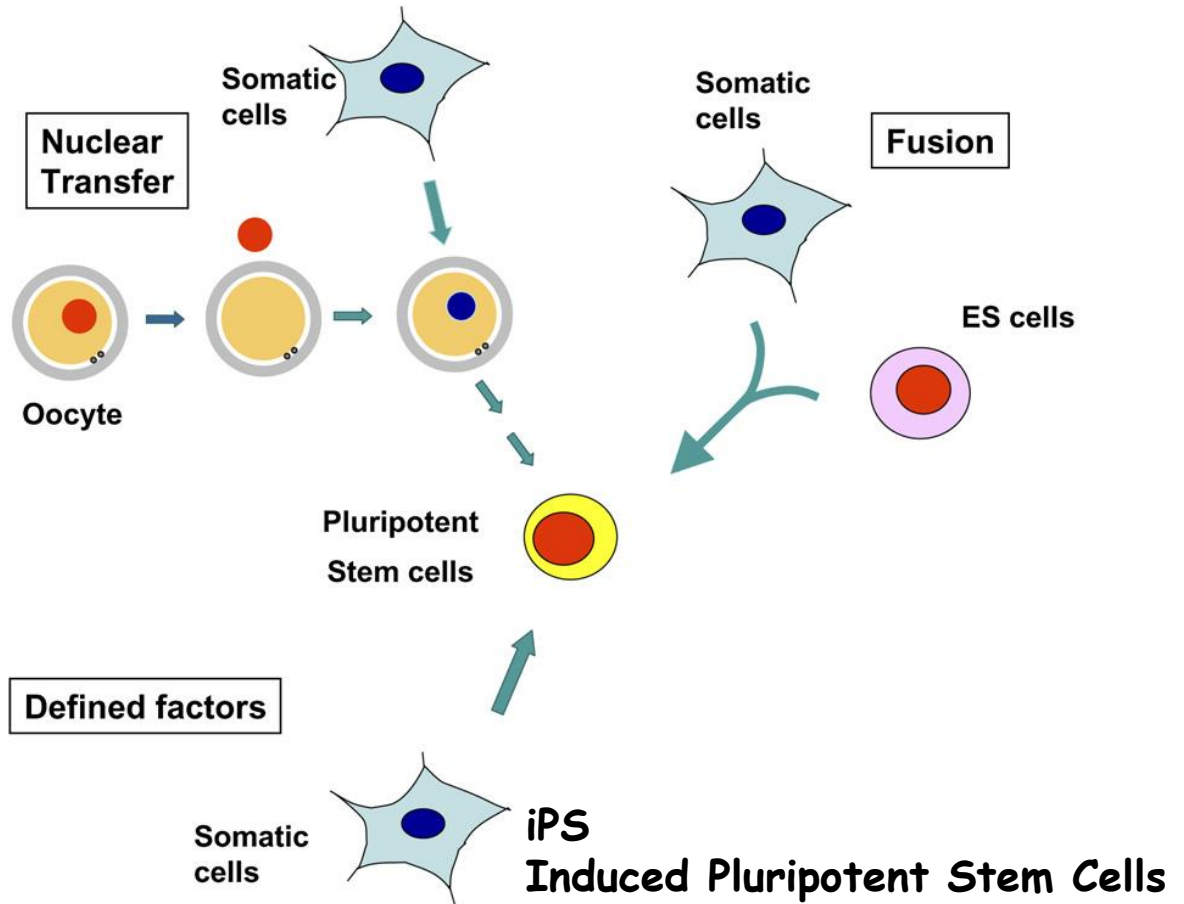 Somatic
cells
Nuclear
Transfer
Oocyte
Somatic
cells
Fusion
ES cells
Pluripotent
Stem cells
Defined factors
Somatic
cells
iPS
Induced Pluripotent Stem Cells